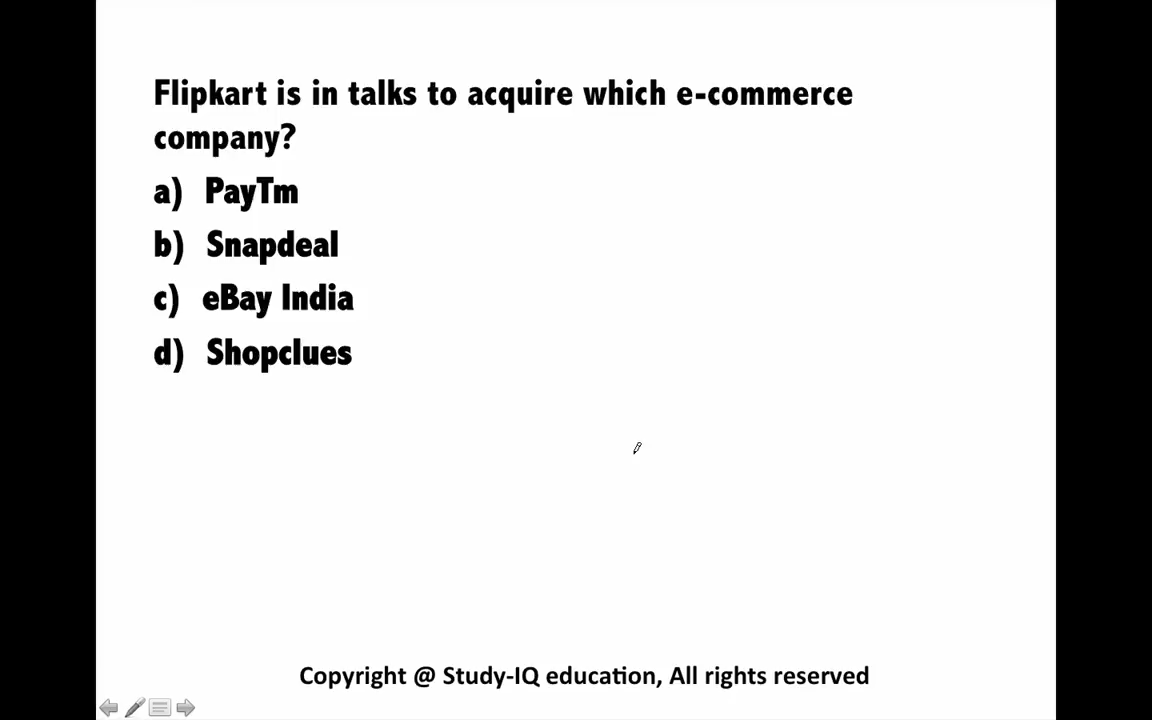 Flipkart is in talks to acquire which e-commerce
company?
a) PayTm
b) Snapdeal
c) eBay India
d) Shopclues
Copyright @ Study-IQ education, All rights reserved